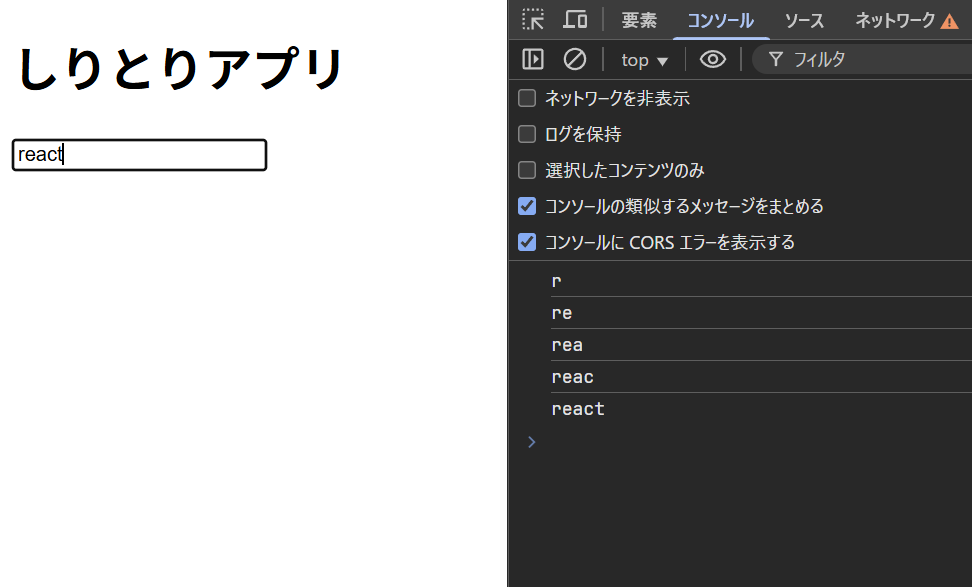 しりとりアプリ
react
要素 コンソール ソース ネットワーク
top フィルタ
ネットワークを非表示
ログを保持
選択したコンテンツのみ
コンソールの類似するメッセージをまとめる
コンソールに CORS エラーを表示する
r
re
rea
reac
react